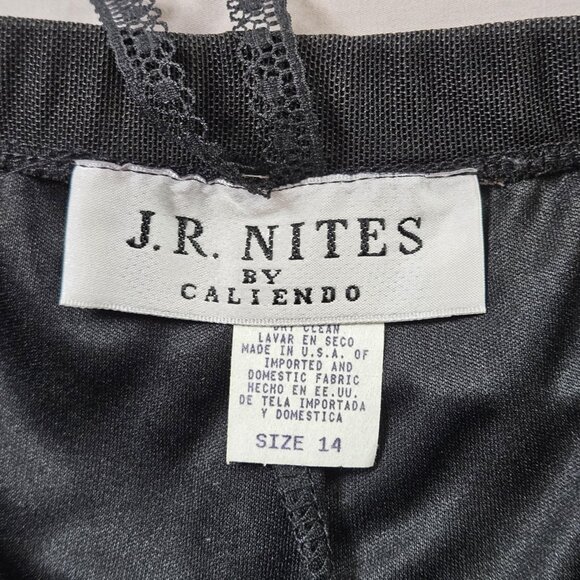 J.R. NITES
BY
CALIENDO
DRY CLEAN
LAVAR EN SECO
MADE IN U.S.A. OF
IMPORTED AND
DOMESTIC FABRIC
HECHO EN EE.UU.
DE TELA IMPORTADA
Y DOMESTICA
SIZE 14